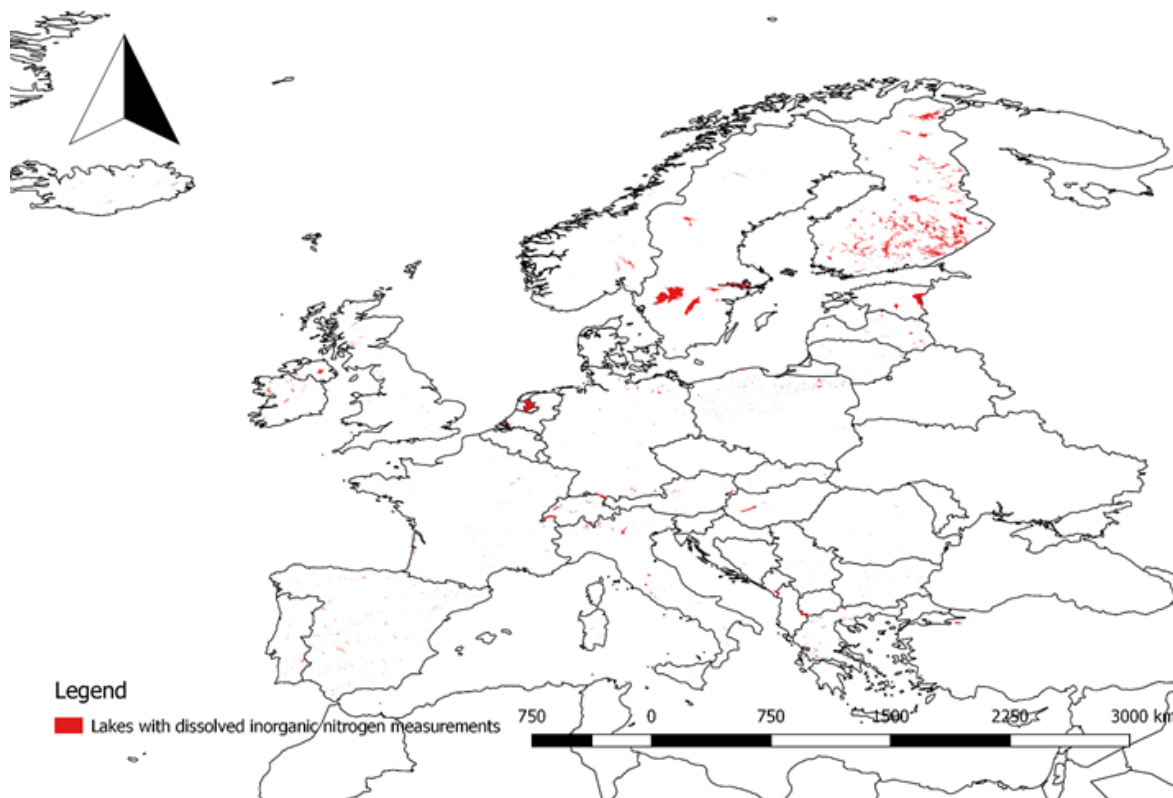 Legend
Lakes with dissolved inorganic nitrogen measurements
750 0 750 1500 2250 3000 km